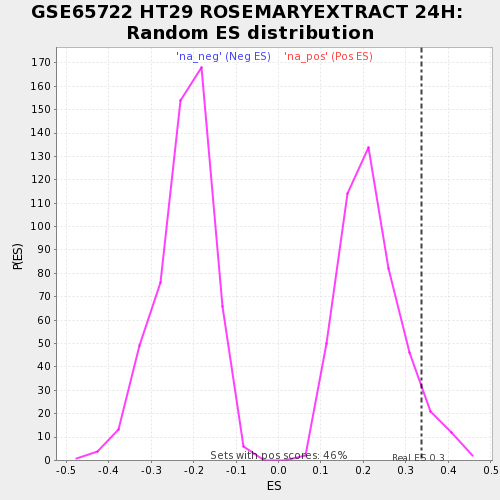 GSE65722 HT29 ROSEMARYEXTRACT 24H:
Random ES distribution
'na_neg' (Neg ES) 'na_pos' (Pos ES)
170
160
150
140
130
120
110
100
90
80
70
60
50
40
30
20
10
0
P(ES)
Sets with pos scores: 46%
Real ES 0.3
-0.5 -0.4 -0.3 -0.2 -0.1 0.0 0.1 0.2 0.3 0.4 0.5
ES